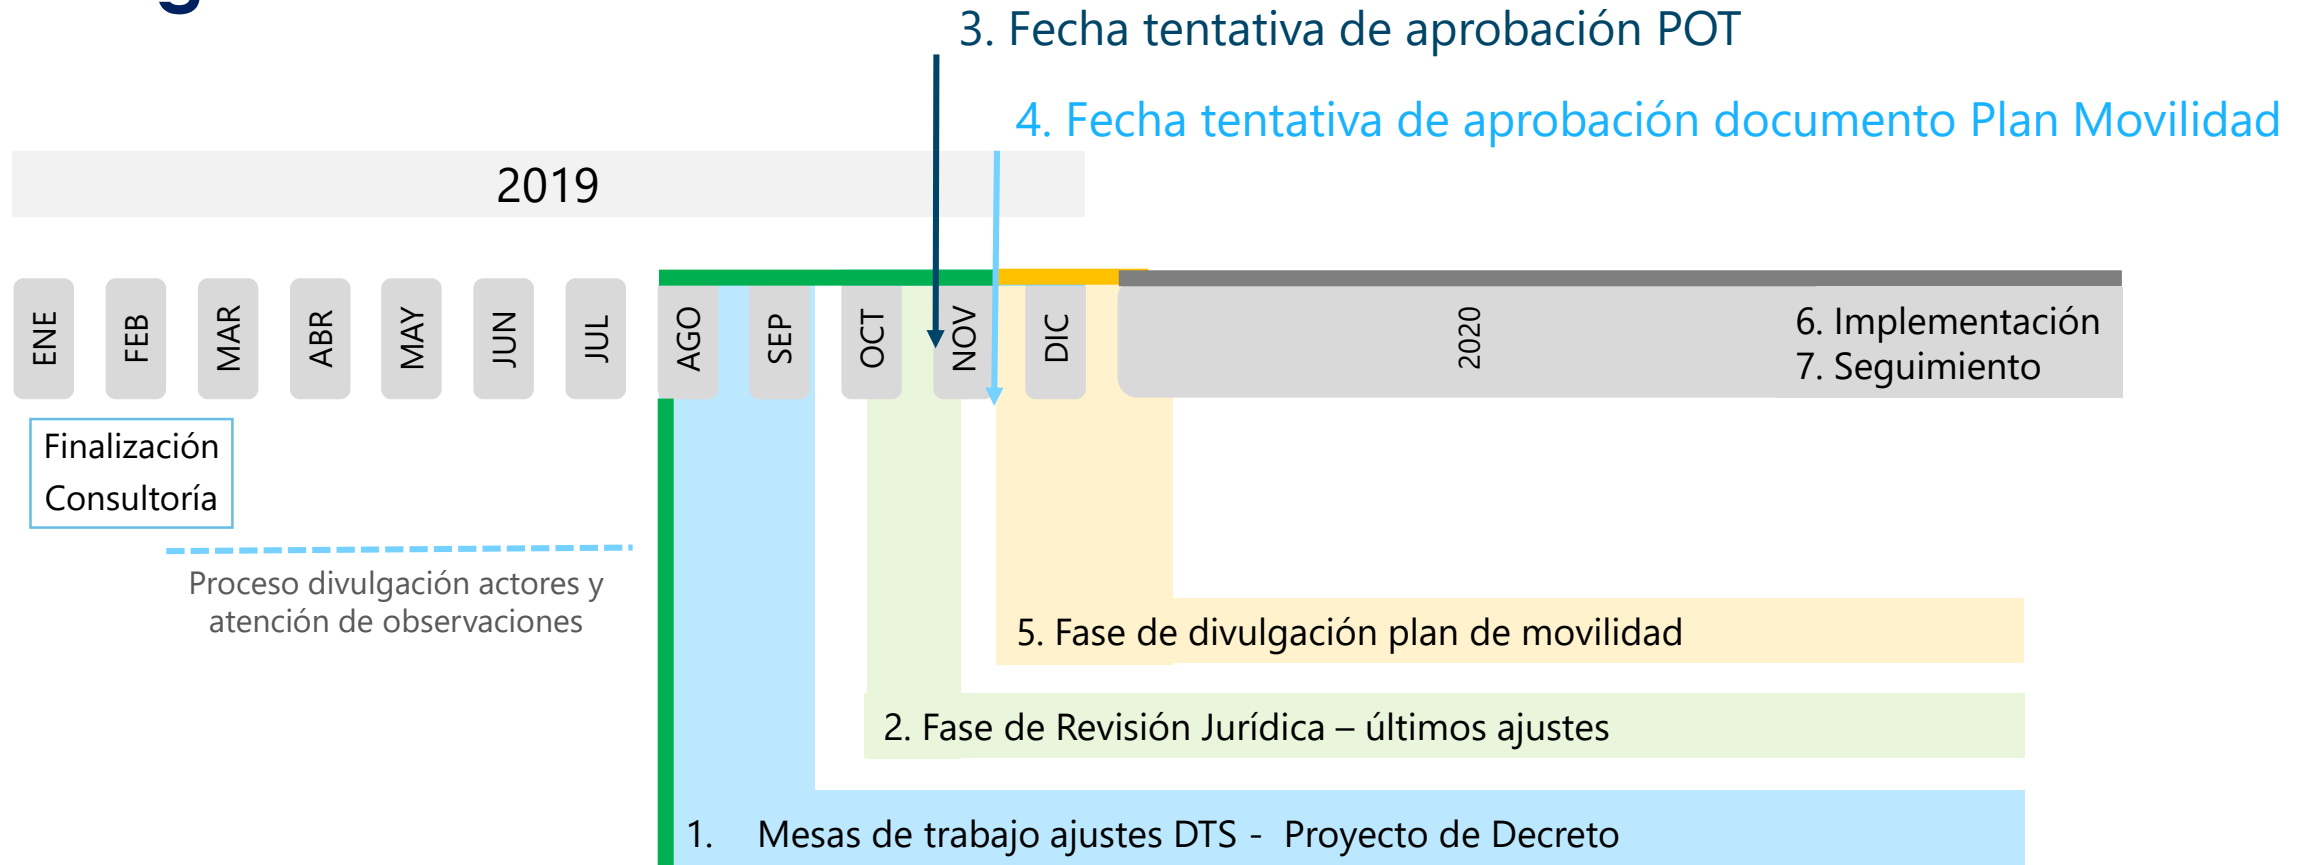 3. Fecha tentativa de aprobación POT
4. Fecha tentativa de aprobación documento Plan Movilidad
2019
ENE
FEB
MAR
ABR
MAY
JUN
JUL
AGO
SEP
OCT
NOV
DIC
2020
6. Implementación
7. Seguimiento
Finalización
Consultoría
Proceso divulgación actores y
atención de observaciones
5. Fase de divulgación plan de movilidad
2. Fase de Revisión Jurídica – últimos ajustes
1. Mesas de trabajo ajustes DTS - Proyecto de Decreto